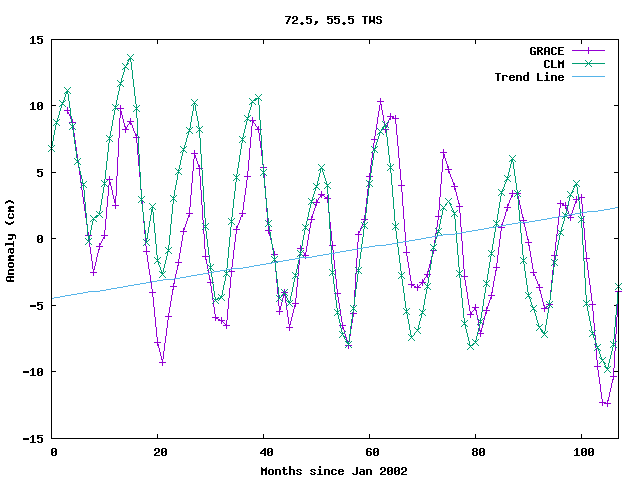 72.5, 55.5 TWS
GRACE
CLM
Trend Line
15
10
5
0
-5
-10
-15
Anomaly (cm)
0 20 40 60 80 100
Months since Jan 2002